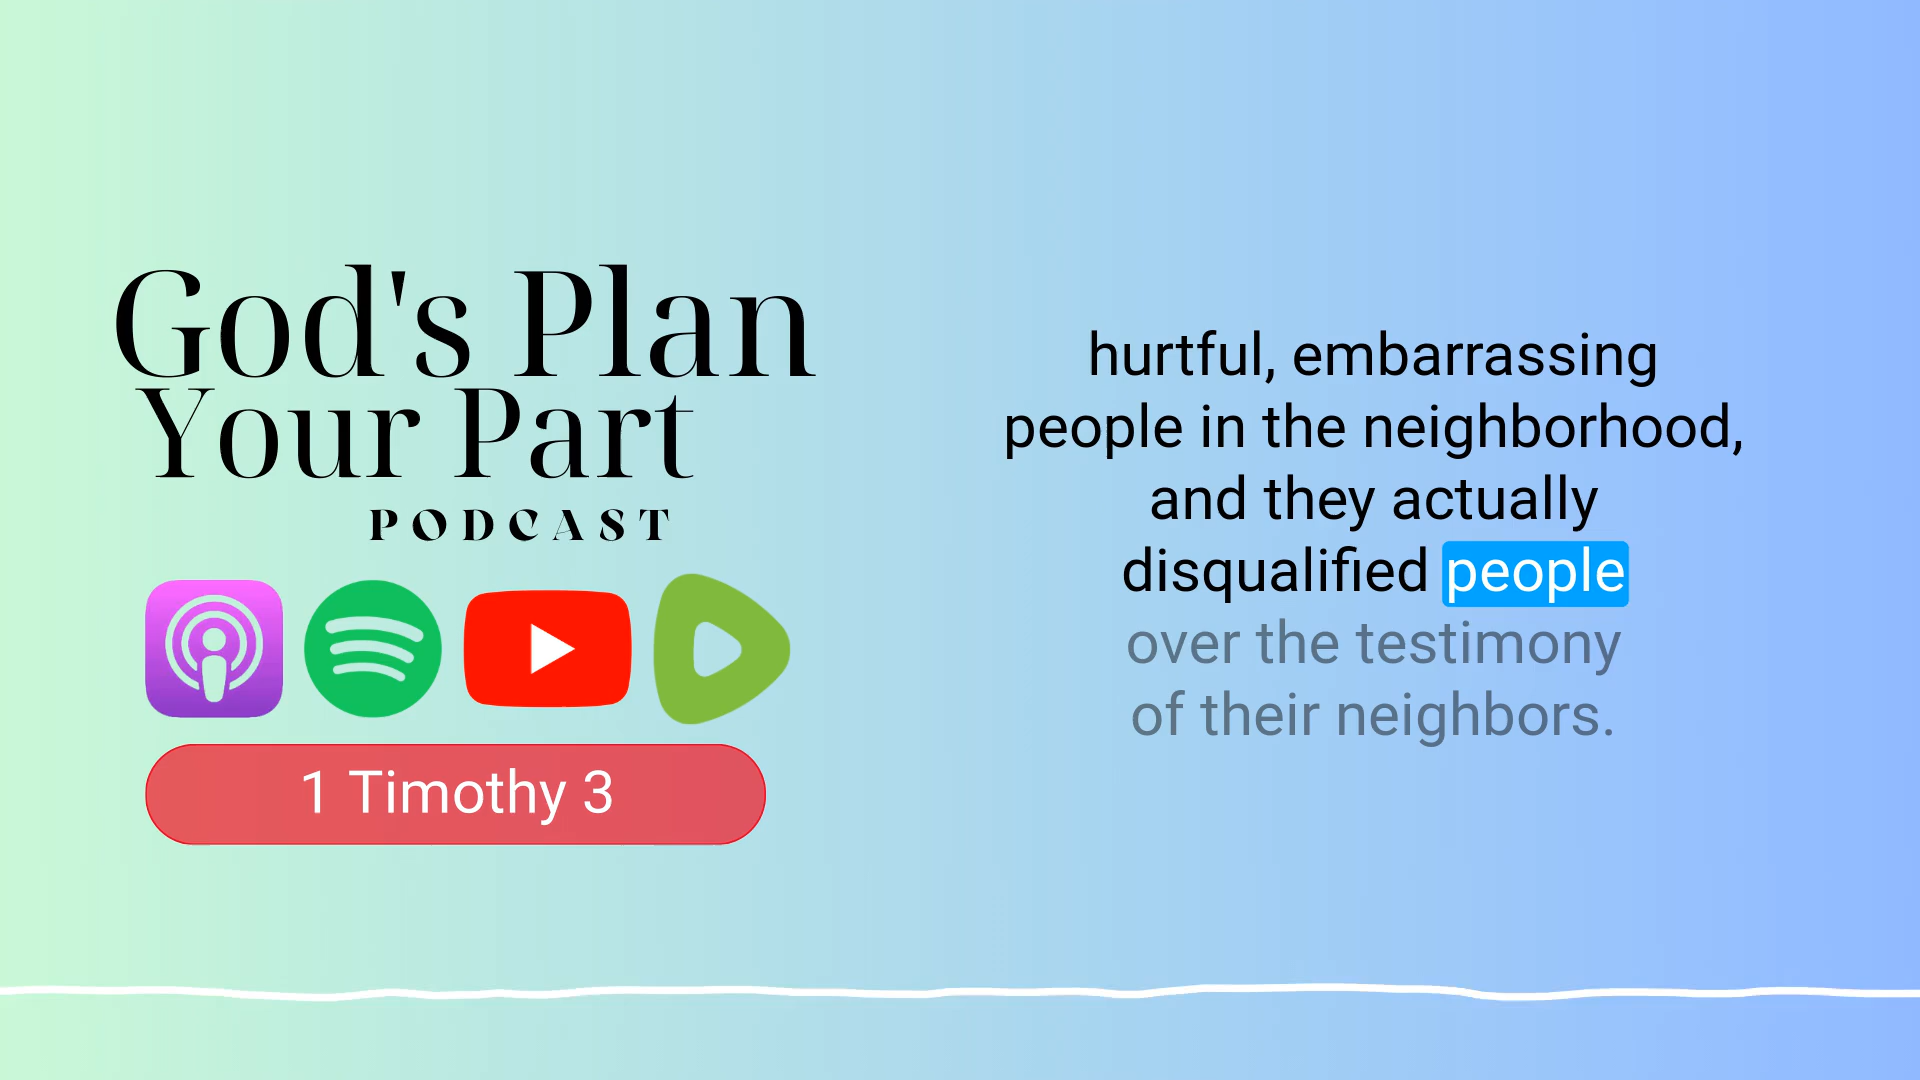 God's Plan
Your Part
PODCAST
1 Timothy 3
hurtful, embarrassing
people in the neighborhood,
and they actually
disqualified people
over the testimony
of their neighbors.